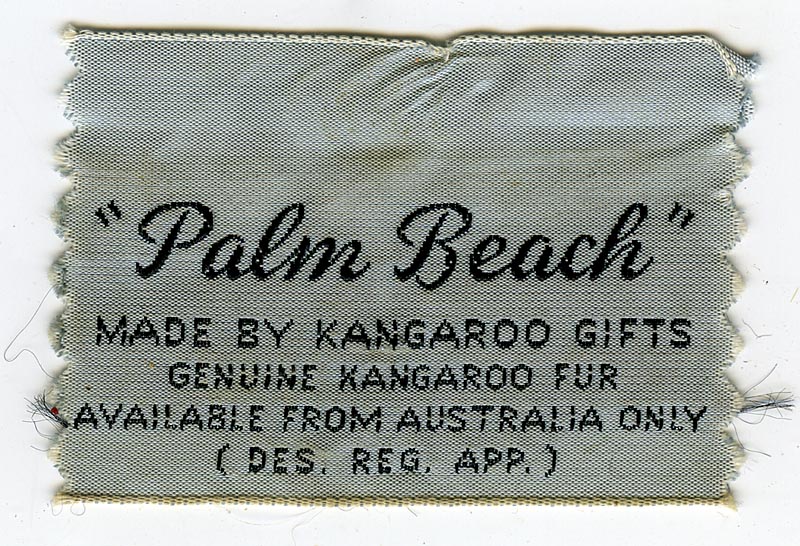 "Palm Beach"
MADE BY KANGAROO GIFTS
GENUINE KANGAROO FUR
AVAILABLE FROM AUSTRALIA ONLY
( DES. REG. APP. )